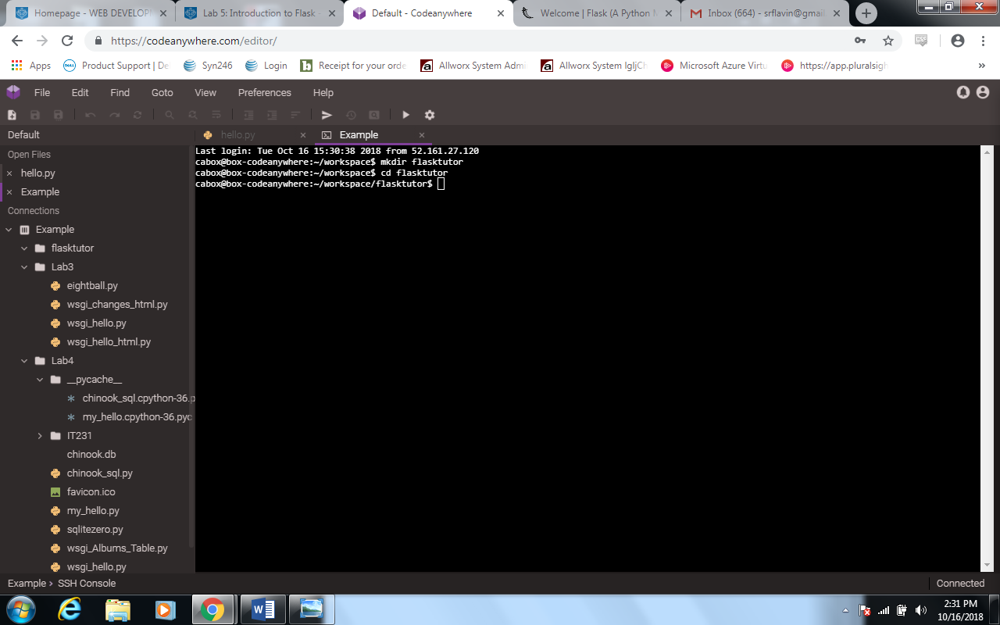 Homepage - WEB DEVELOP
Lab 5: Introduction to Flask -
Default - Codeanywhere
Welcome | Flask (A Python M
Inbox (664) - srflavin@gmai
https://codeanywhere.com/editor/
Apps
Product Support | De
Syn246
Login
Receipt for your orde
Allworx System Admi
Allworx System IgIjCh
Microsoft Azure Virtu
https://app.pluralsigh
»
File Edit Find Goto View Preferences Help
Default
hello.py
Example
Open Files
hello.py
Example
Connections
Example
flasktutor
Lab3
eightball.py
wsgi_changes_html.py
wsgi_hello.py
wsgi_hello_html.py
Lab4
__pycache__
chinook_sql.cpython-36.p
my_hello.cpython-36.pyc
IT231
chinook.db
chinook_sql.py
favicon.ico
my_hello.py
sqlitezero.py
wsgi_Albums_Table.py
wsgi_hello.py
Last login: Tue Oct 16 15:30:38 2018 from 52.161.27.120
cabox@box-codeanywhere:~/workspace$ mkdir flasktutor
cabox@box-codeanywhere:~/workspace$ cd flasktutor
cabox@box-codeanywhere:~/workspace/flasktutor$
Example › SSH Console
Connected
2:31 PM
10/16/2018